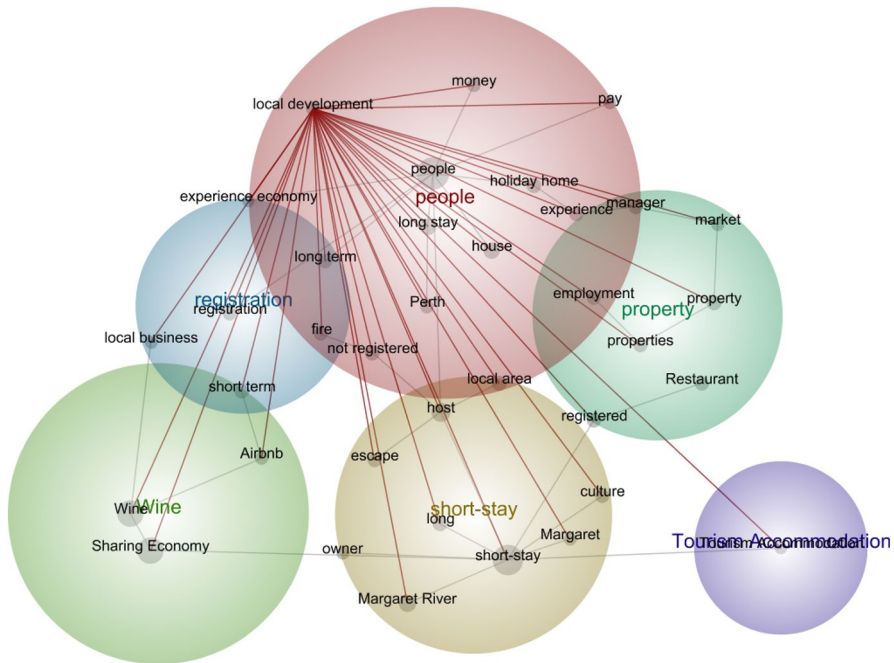 money
local development
pay
people
holiday home
people
experience economy
manager
experience
long stay
market
house
long term
employment
registration
Perth
property
registration
property
fire
local business
not registered
properties
local area
Restaurant
short term
host
registered
Airbnb
escape
culture
Wine
Wine
short-stay
long
Margaret
Tourism Accommodation
Tourism Accommodation
Sharing Economy
owner
short-stay
Margaret River